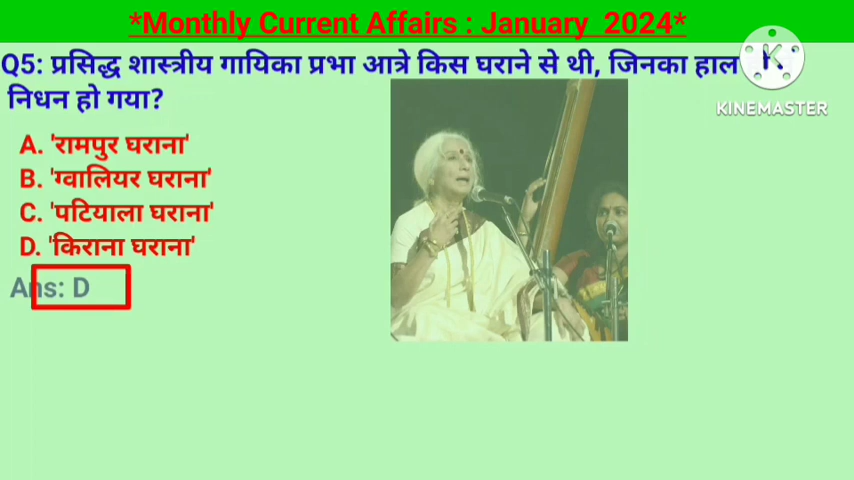 *Monthly Current Affairs : January 2024*
Q5: प्रसिद्ध शास्त्रीय गायिका प्रभा आत्रे किस घराने से थी, जिनका हाल
निधन हो गया?
KINEMASTER
A. 'रामपुर घराना'
B. 'ग्वालियर घराना'
C. 'पटियाला घराना'
D. 'किराना घराना'
Ans: D